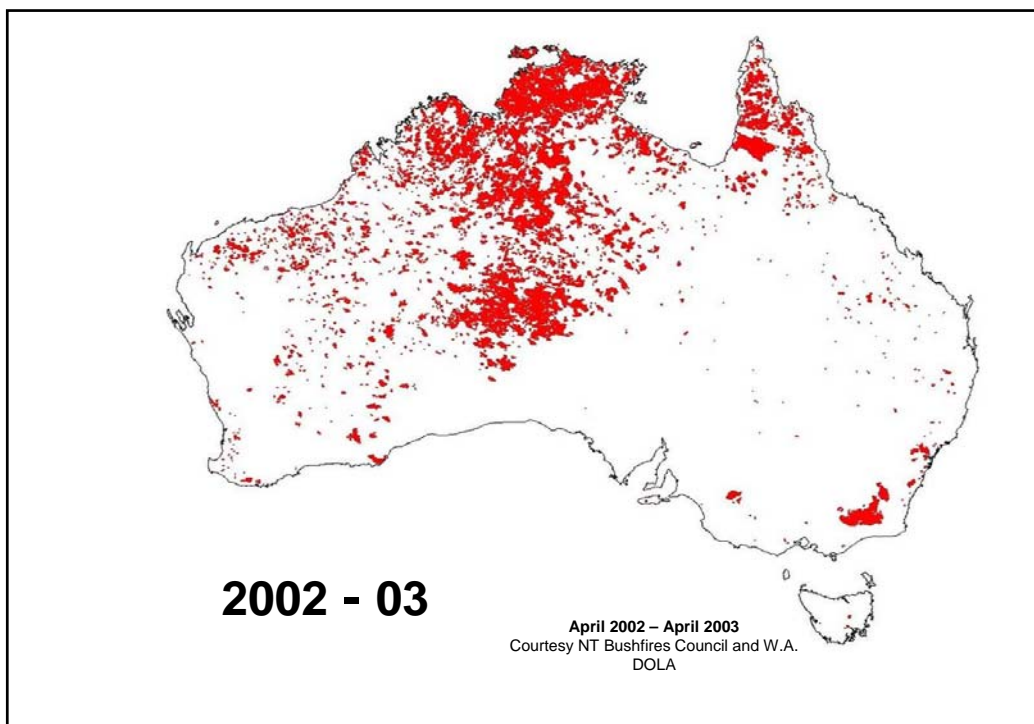 2002 - 03
April 2002 – April 2003
Courtesy NT Bushfires Council and W.A.
DOLA